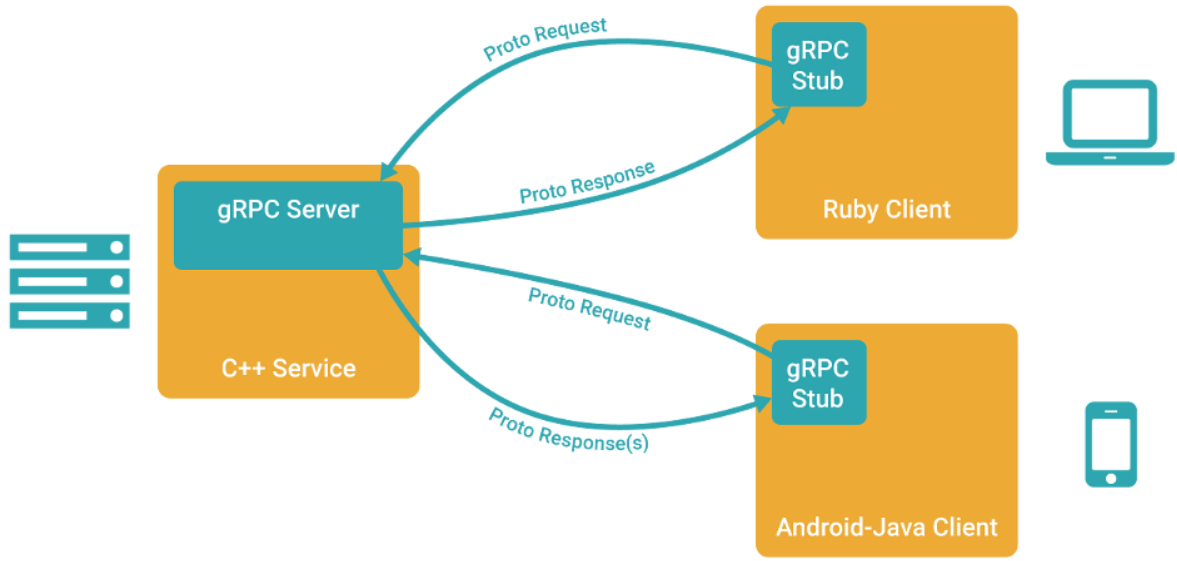 Proto Request
gRPC
Stub
Proto Response
Ruby Client
gRPC Server
C++ Service
Proto Request
gRPC
Stub
Proto Response(s)
Android-Java Client